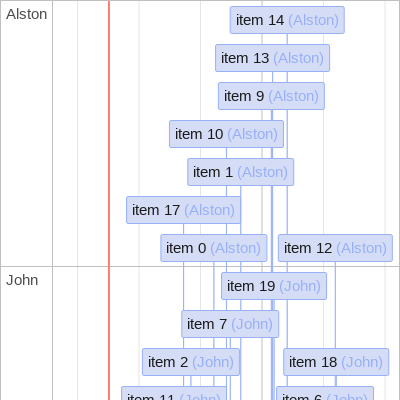 Alston
item 14 (Alston)
item 13 (Alston)
item 9 (Alston)
item 10 (Alston)
item 1 (Alston)
item 17 (Alston)
item 0 (Alston)
item 12 (Alston)
John
item 19 (John)
item 7 (John)
item 2 (John)
item 18 (John)
item 11 (John)
item 6 (John)